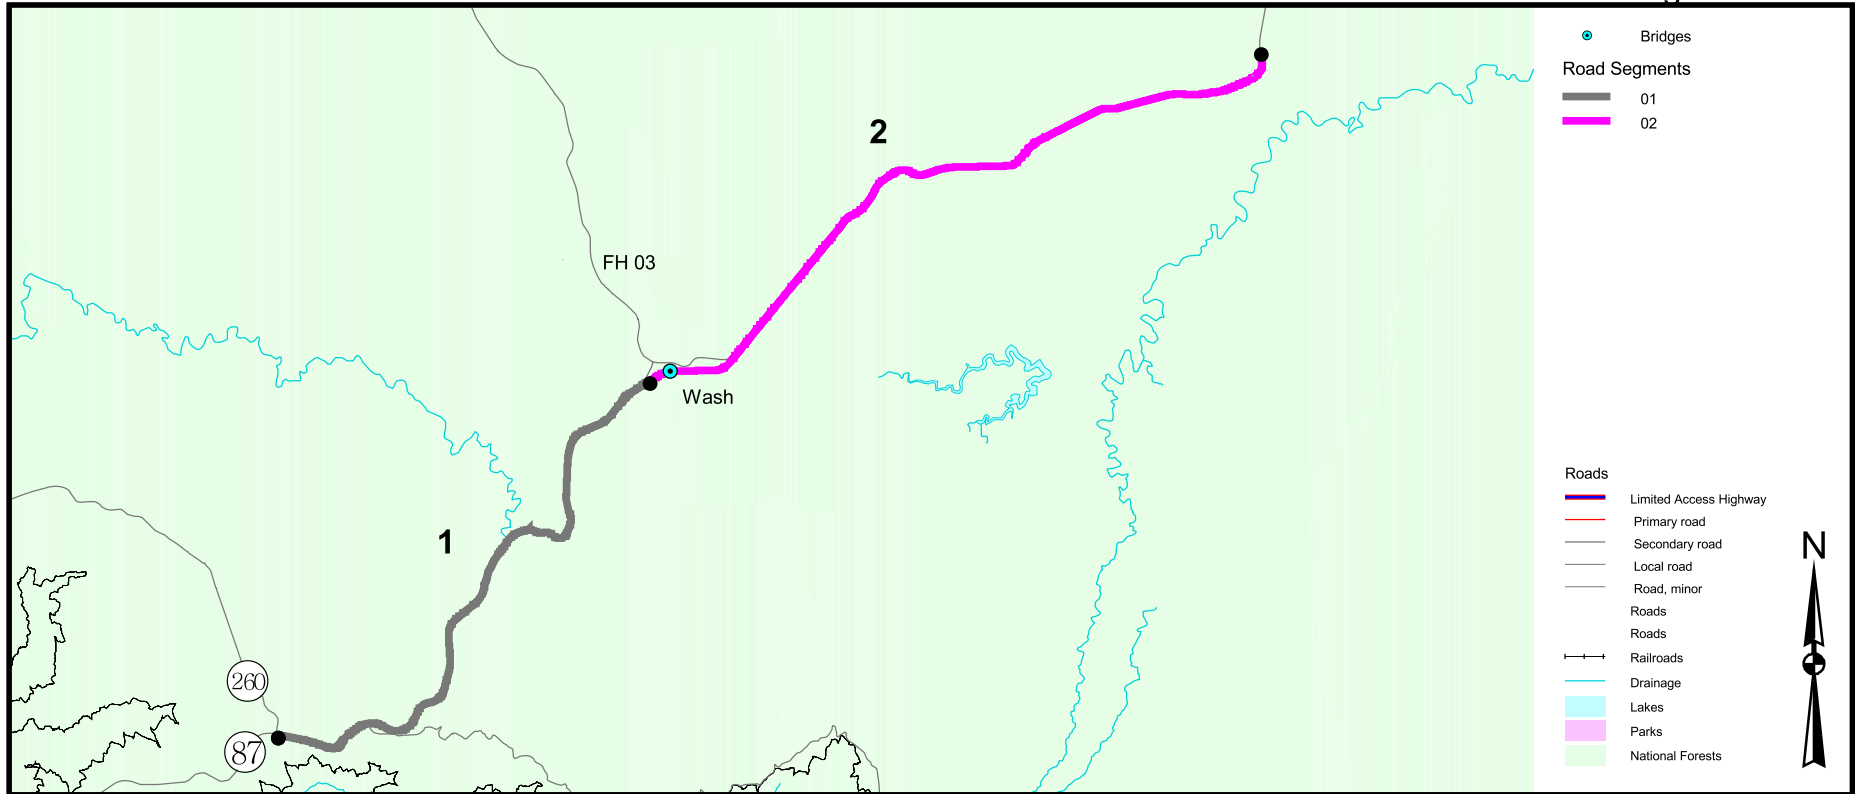 Bridges
Road Segments
01
02
2
FH 03
Wash
1
260
87
Roads
Limited Access Highway
Primary road
Secondary road
Local road
Road, minor
Roads
Roads
Railroads
Drainage
Lakes
Parks
National Forests
N